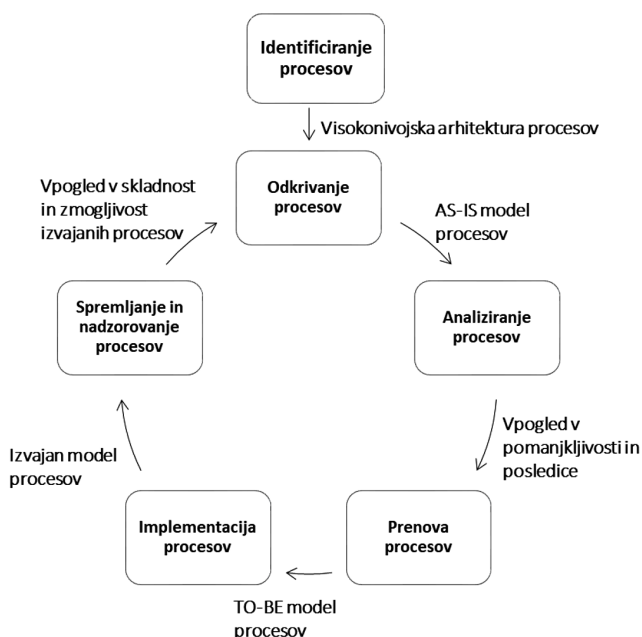 Identificiranje
procesov
Visokonivojska arhitektura procesov
Odkrivanje
procesov
AS-IS model
procesov
Analiziranje
procesov
Vpogled v
pomanjkljivosti in
posledice
Prenova
procesov
TO-BE model
procesov
Implementacija
procesov
Izvajan model
procesov
Spremljanje in
nadzorovanje
procesov
Vpogled v skladnost
in zmogljivost
izvajanih procesov